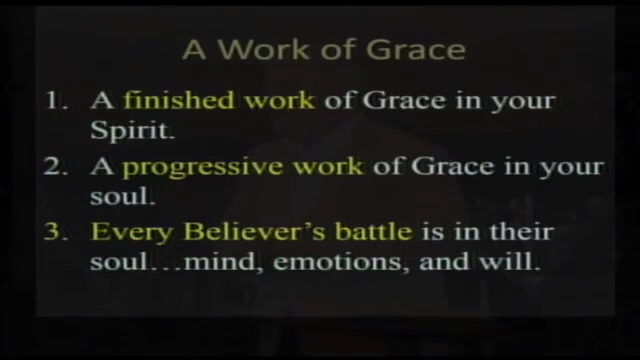 A Work of Grace
1. A finished work of Grace in your
Spirit.
2. A progressive work of Grace in your
soul.
3. Every Believer's battle is in their
soul…mind, emotions, and will.